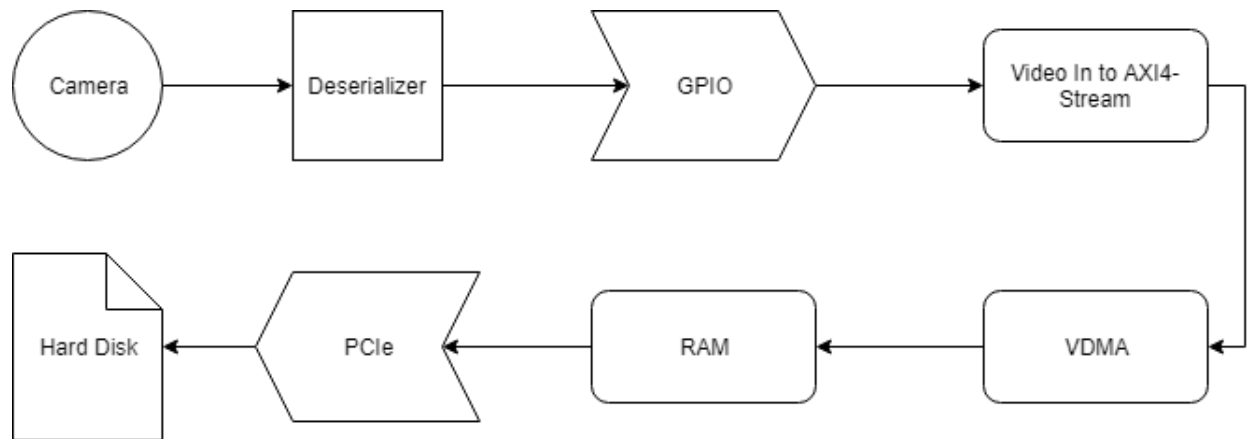 Camera
Deserializer
GPIO
Video In to AXI4-
Stream
Hard Disk
PCIe
RAM
VDMA